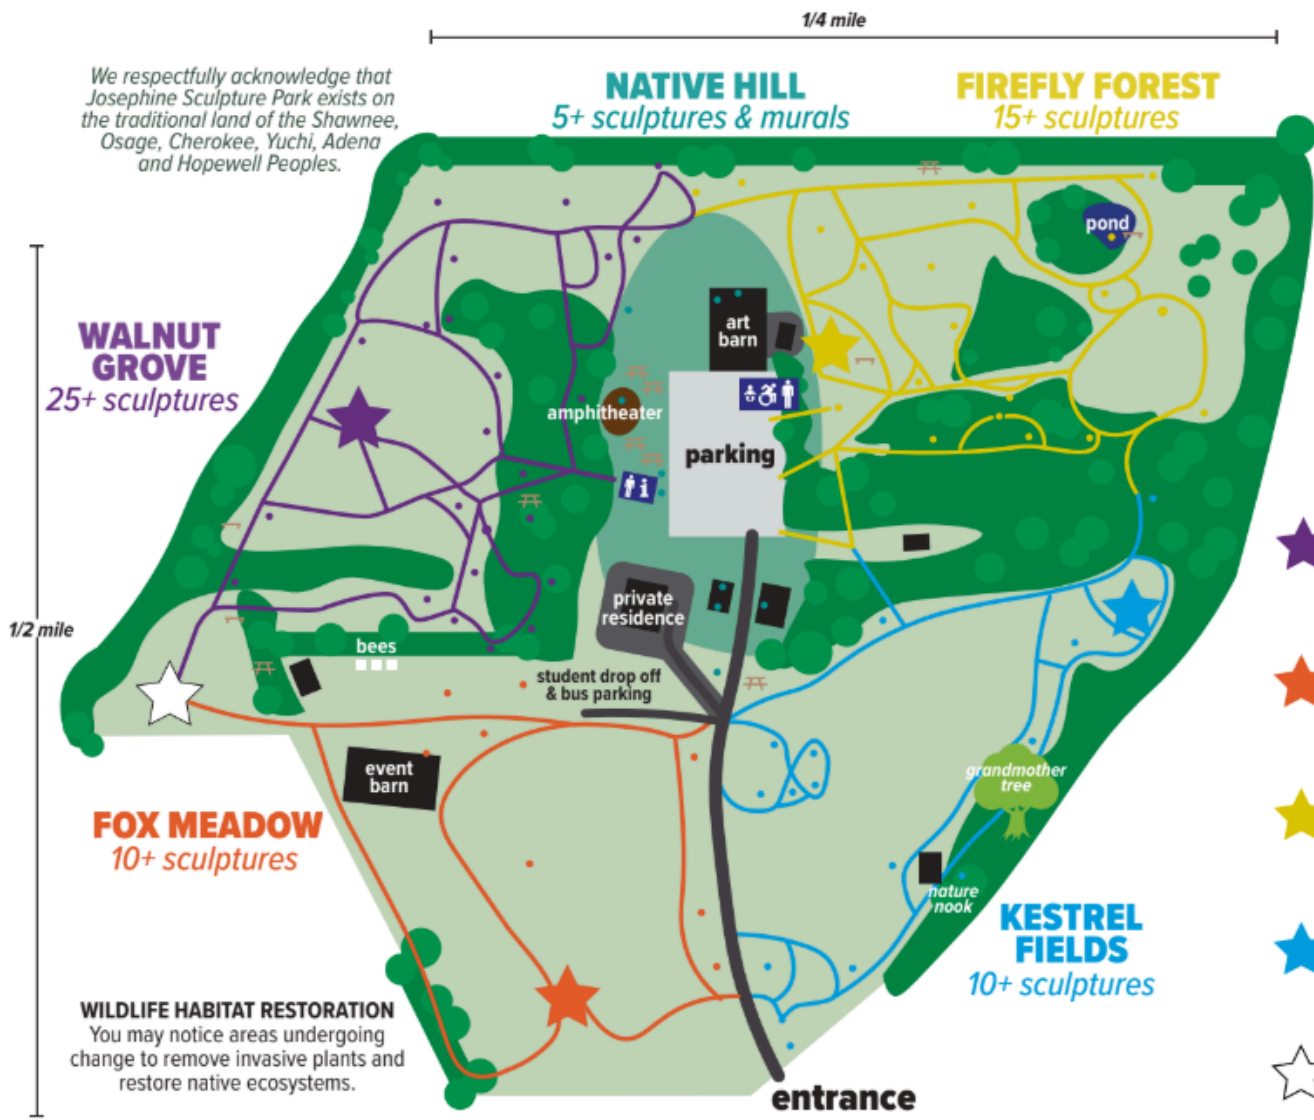 1/4 mile
We respectfully acknowledge that
Josephine Sculpture Park exists on
the traditional land of the Shawnee,
Osage, Cherokee, Yuchi, Adena
and Hopewell Peoples.
NATIVE HILL
5+ sculptures & murals
FIREFLY FOREST
15+ sculptures
pond
WALNUT
GROVE
25+ sculptures
art
barn
amphitheater
parking
i
1/2 mile
private
residence
bees
student drop off
& bus parking
event
barn
grandmother
tree
FOX MEADOW
10+ sculptures
nature
nook
KESTREL
FIELDS
10+ sculptures
WILDLIFE HABITAT RESTORATION
You may notice areas undergoing
change to remove invasive plants and
restore native ecosystems.
entrance